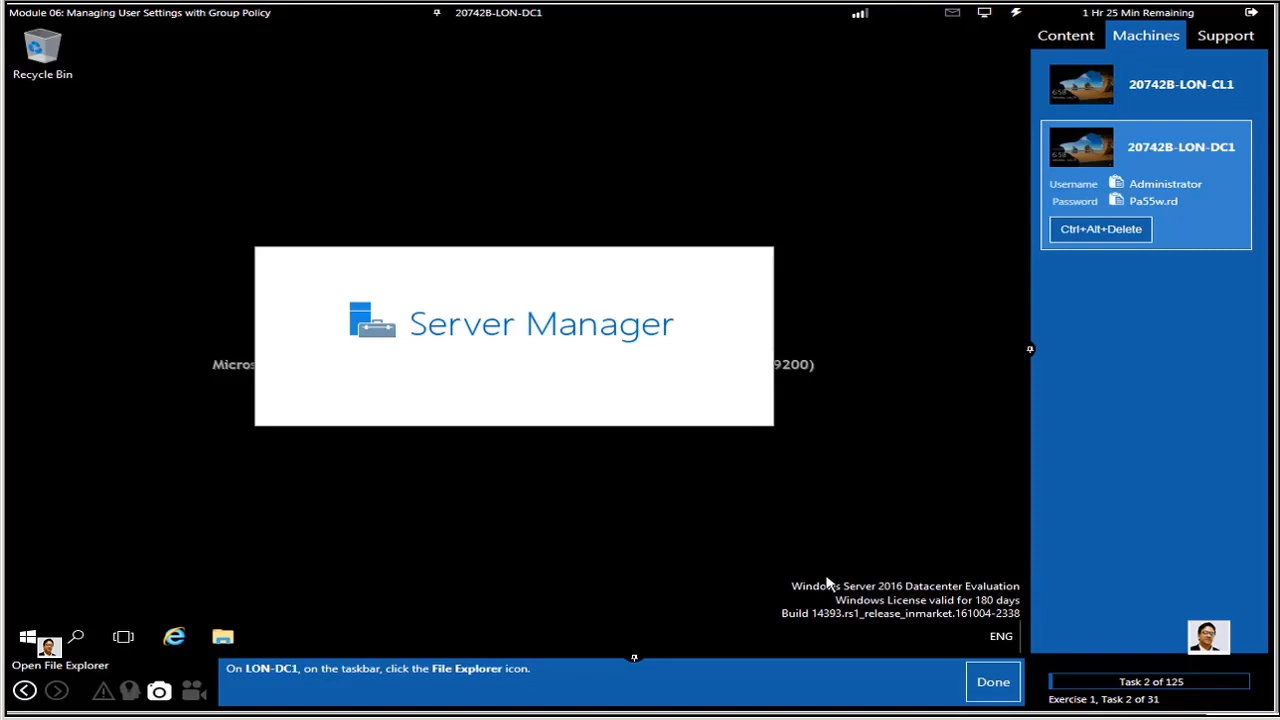 Module 06: Managing User Settings with Group Policy
20742B-LON-DC1
1 Hr 25 Min Remaining
Content
Machines
Support
Recycle Bin
20742B-LON-CL1
20742B-LON-DC1
Username
Administrator
Password
Pa55w.rd
Ctrl+Alt+Delete
Server Manager
Micros
9200)
Windows Server 2016 Datacenter Evaluation
Windows License valid for 180 days
Build 14393.rs1_release_inmarket.161004-2338
ENG
Open File Explorer
On LON-DC1, on the taskbar, click the File Explorer icon.
Done
Task 2 of 125
Exercise 1, Task 2 of 31